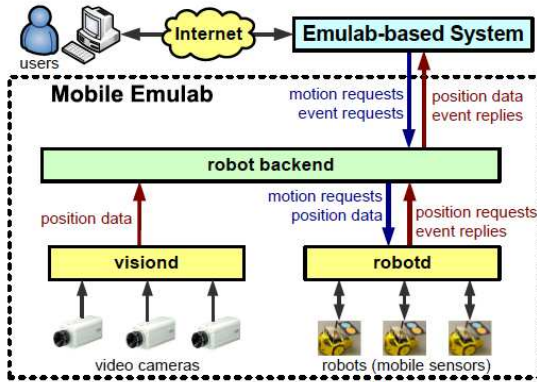 Internet
Emulab-based System
users
Mobile Emulab
motion requests
event requests
position data
event replies
robot backend
position data
motion requests
position data
position requests
event replies
visiond
robotd
video cameras
robots (mobile sensors)